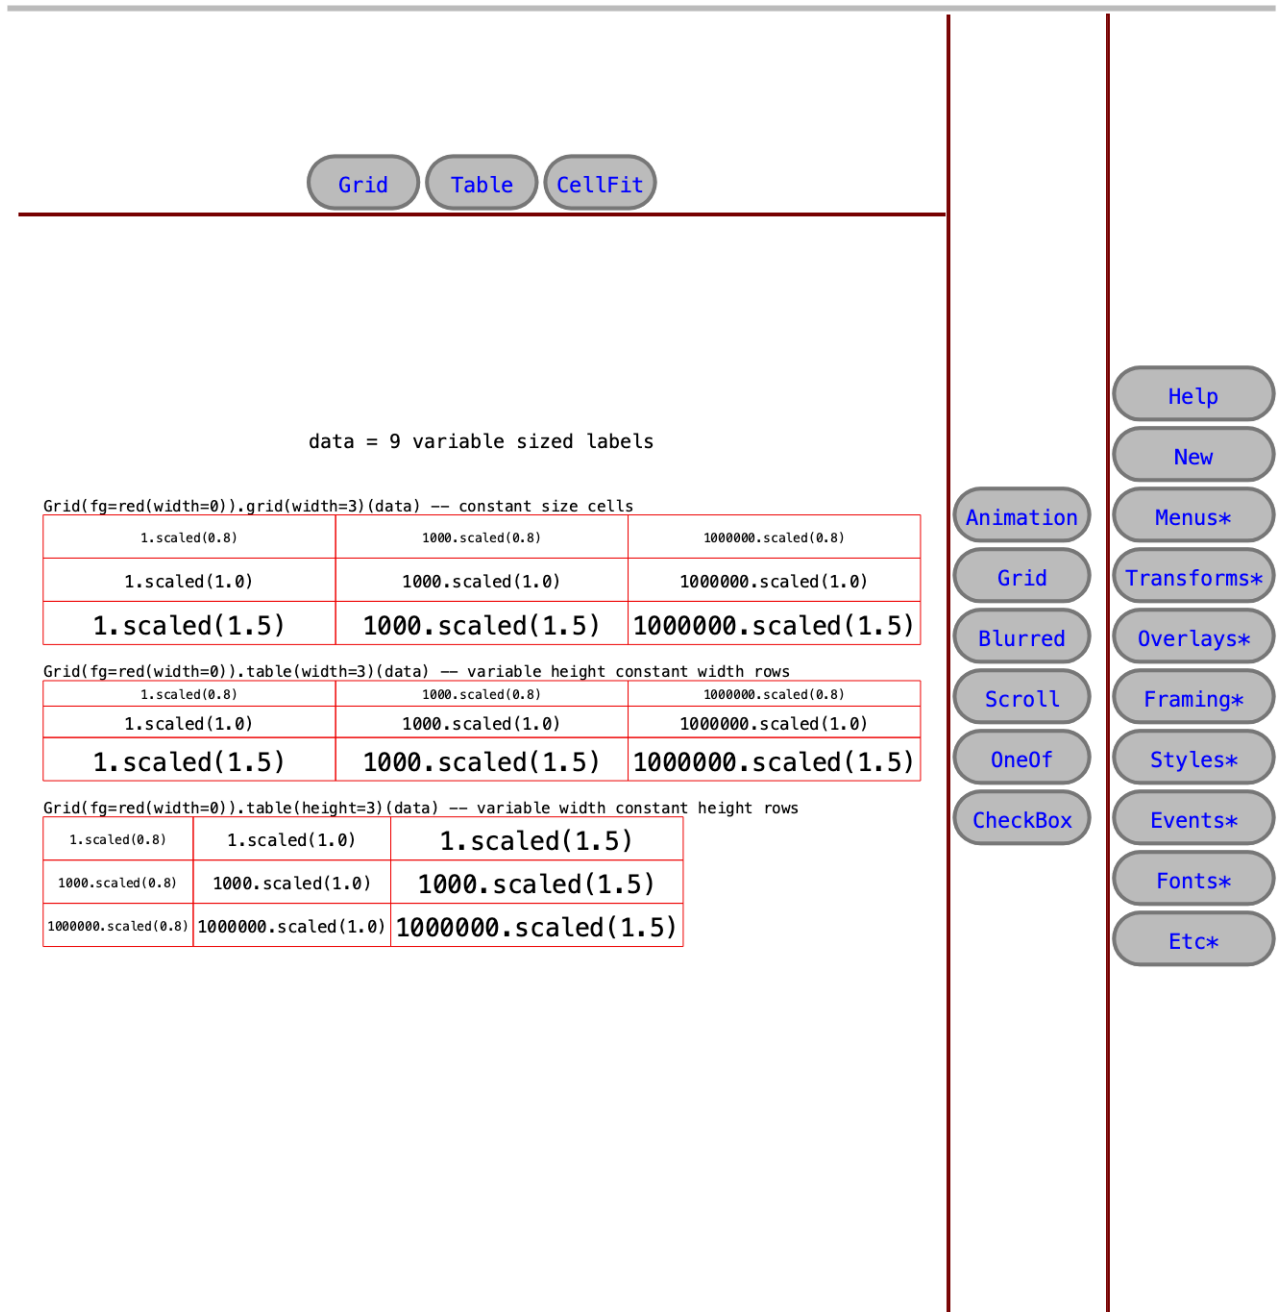 Grid Table CellFit
data = 9 variable sized labels
Grid(fg=red(width=0)).grid(width=3)(data) -- constant size cells
1.scaled(0.8) 1000.scaled(0.8) 1000000.scaled(0.8)
1.scaled(1.0) 1000.scaled(1.0) 1000000.scaled(1.0)
1.scaled(1.5) 1000.scaled(1.5) 1000000.scaled(1.5)
Grid(fg=red(width=0)).table(width=3)(data) -- variable height constant width rows
1.scaled(0.8) 1000.scaled(0.8) 1000000.scaled(0.8)
1.scaled(1.0) 1000.scaled(1.0) 1000000.scaled(1.0)
1.scaled(1.5) 1000.scaled(1.5) 1000000.scaled(1.5)
Grid(fg=red(width=0)).table(height=3)(data) -- variable width constant height rows
1.scaled(0.8) 1.scaled(1.0) 1.scaled(1.5)
1000.scaled(0.8) 1000.scaled(1.0) 1000.scaled(1.5)
1000000.scaled(0.8) 1000000.scaled(1.0) 1000000.scaled(1.5)
Animation
Grid
Blurred
Scroll
OneOf
CheckBox
Help
New
Menus*
Transforms*
Overlays*
Framing*
Styles*
Events*
Fonts*
Etc*